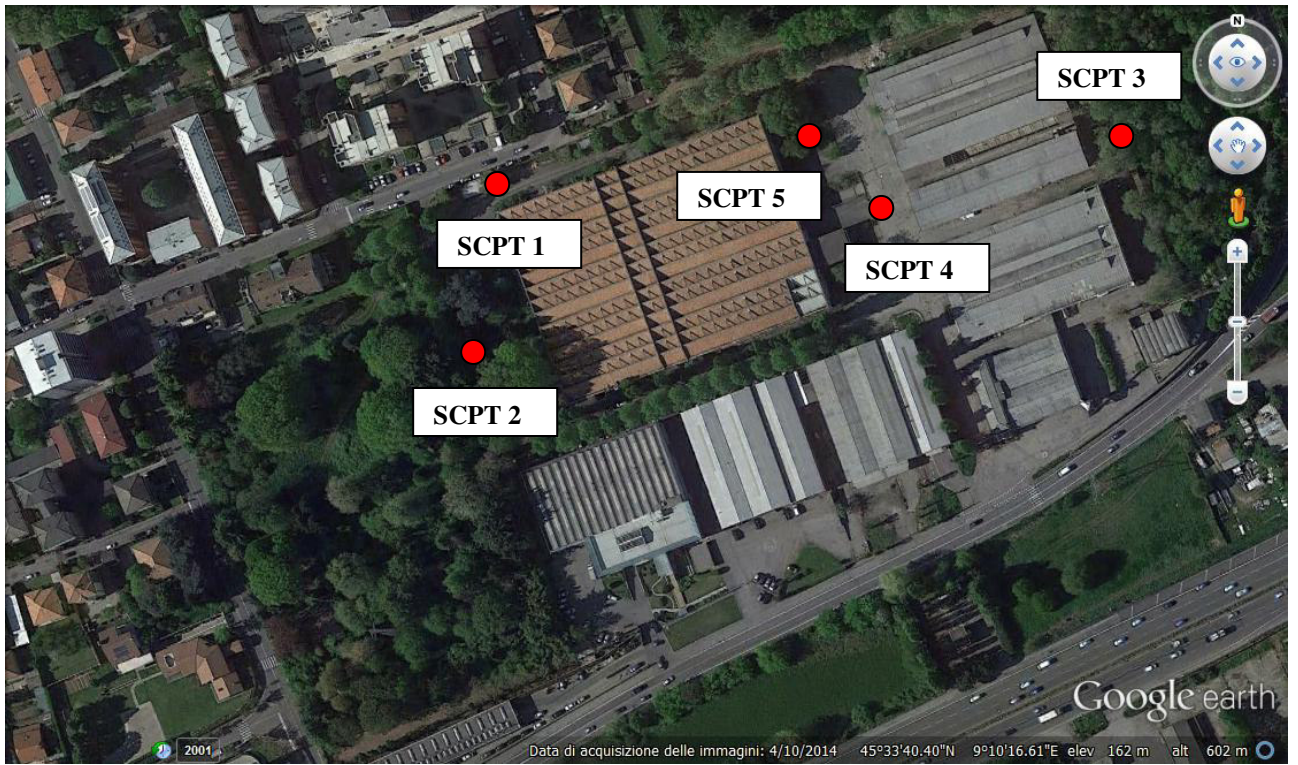 N
SCPT 3
SCPT 5
SCPT 1
SCPT 4
SCPT 2
Google earth
2001
Data di acquisizione delle immagini: 4/10/2014 45°33'40.40"N 9°10'16.61"E elev 162 m alt 602 m